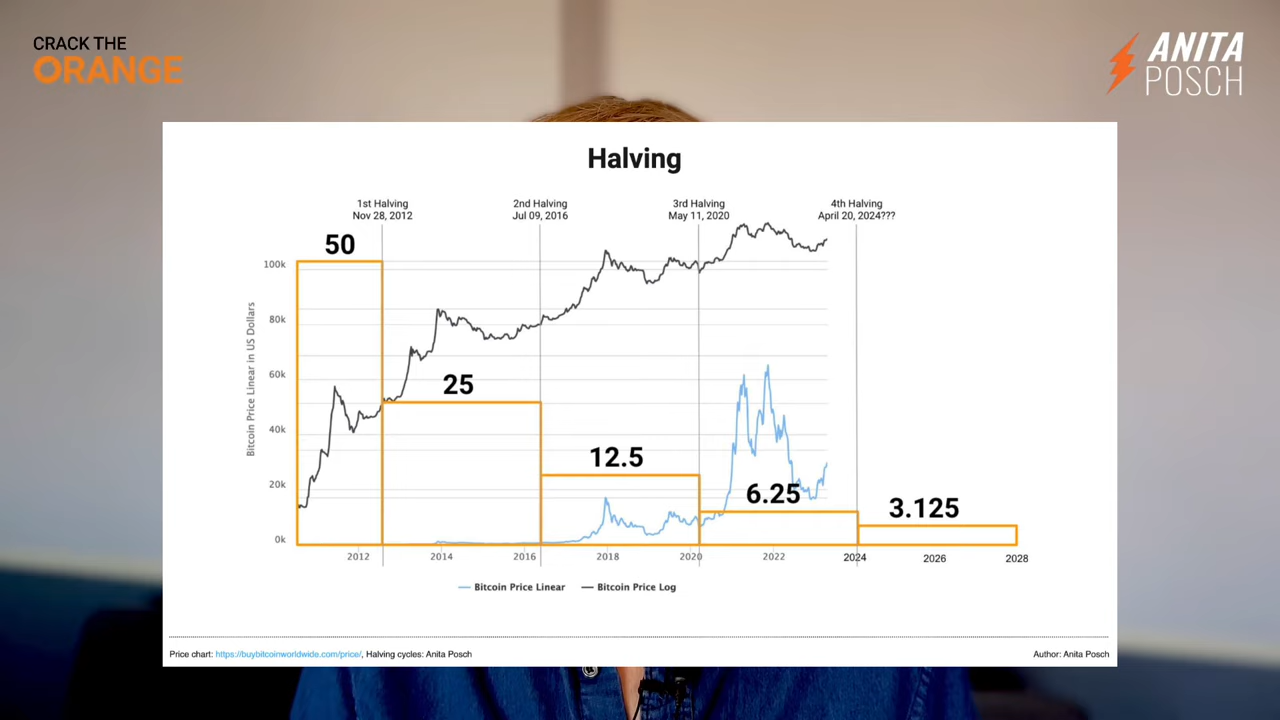 CRACK THE
ORANGE
ANITA
POSCH
Halving
1st Halving
Nov 28, 2012
2nd Halving
Jul 09, 2016
3rd Halving
May 11, 2020
4th Halving
April 20, 2024???
50
25
12.5
6.25
3.125
Bitcoin Price Linear in US Dollars
100k
80k
60k
40k
20k
0k
2012
2014
2016
2018
2020
2022
2024
2026
2028
Bitcoin Price Linear
Bitcoin Price Log
Price chart: https://buybitcoinworldwide.com/price/, Halving cycles: Anita Posch
Author: Anita Posch